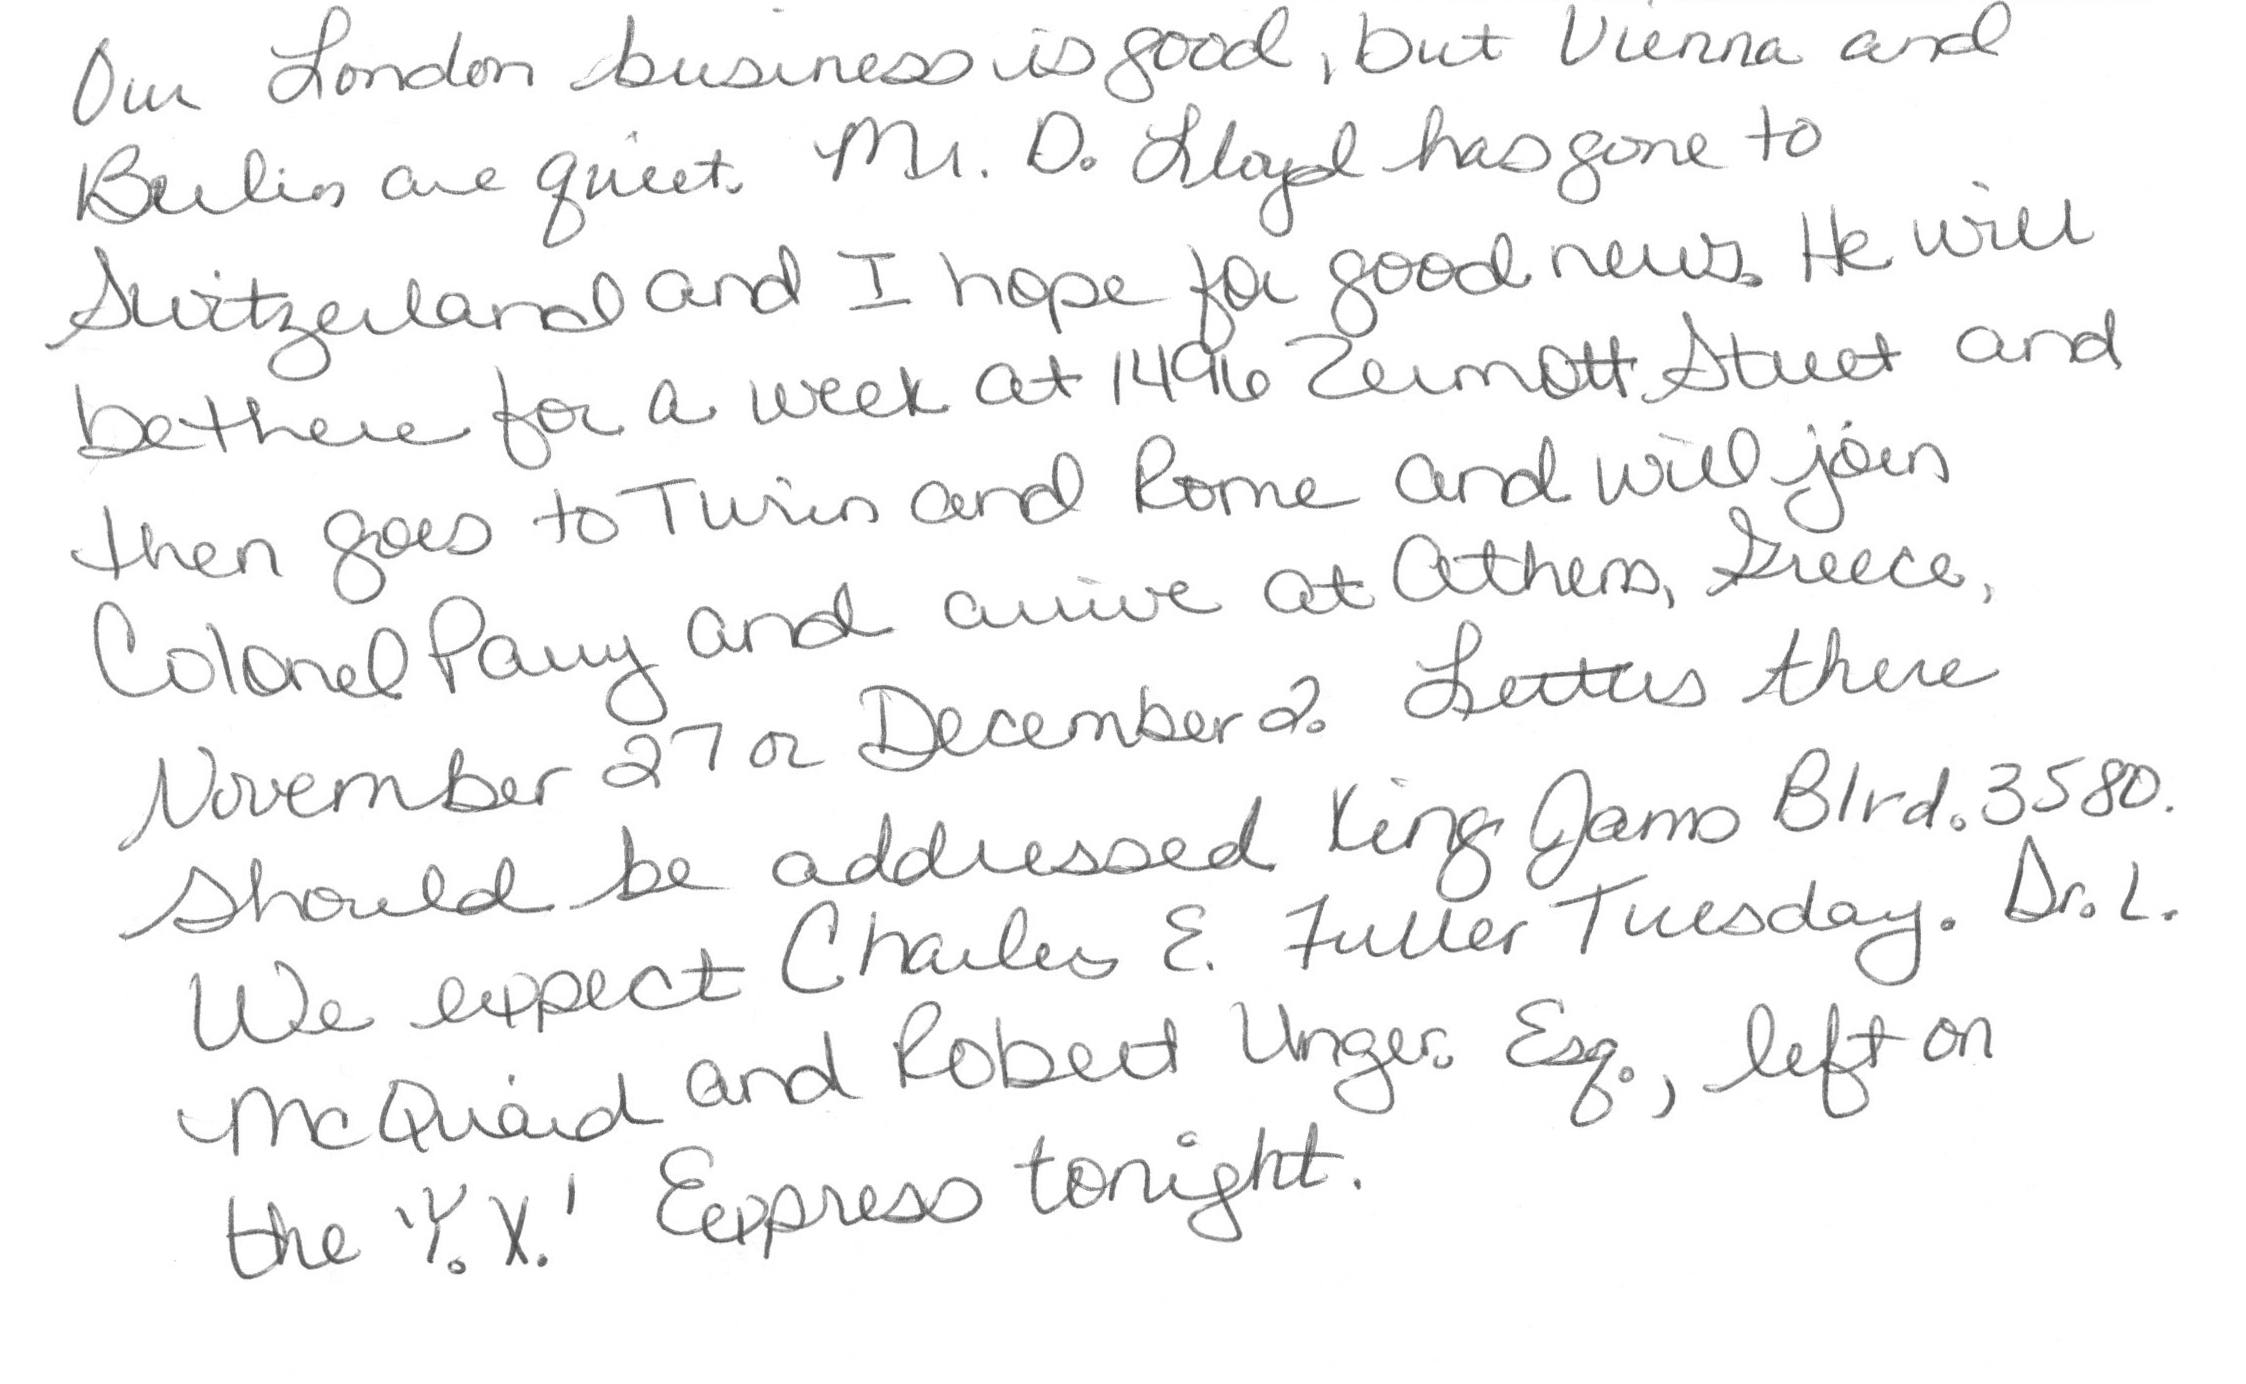 Our London business is good, but Vienna and
Berlin are quiet. Mr. D. Lloyd has gone to
Switzerland and I hope for good news. He will
be there for a week at 1496 Zermott Street and
then goes to Turin and Rome and will join
Colonel Parry and arrive at Athens, Greece,
November 27 or December 2. Letters there
should be addressed King James Blvd. 3580.
We expect Charles E. Fuller Tuesday. Dr. L.
McQuaid and Robert Unger. Esq., left on
the 'Y.X.' Express tonight.